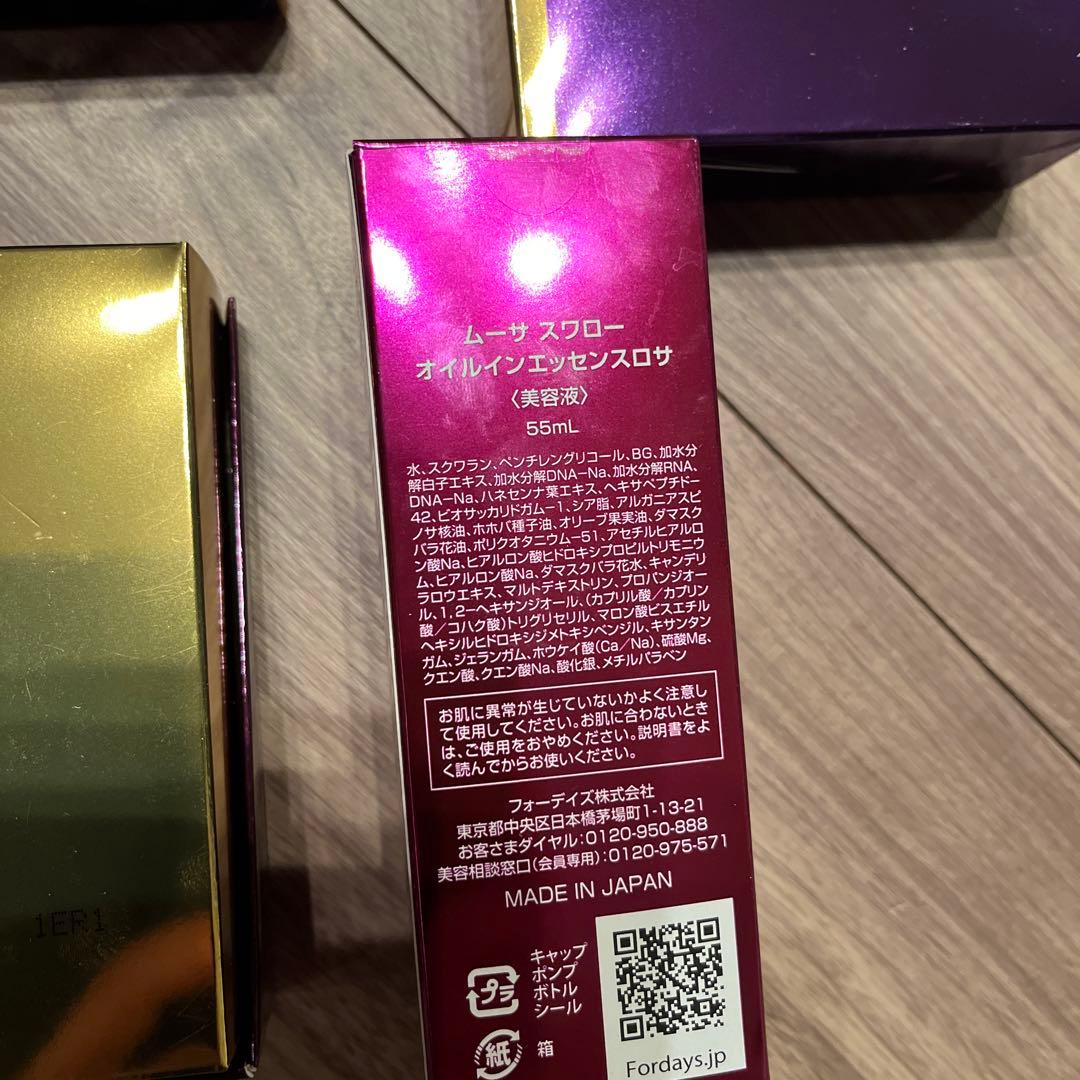 ムーサ スワロー
オイルインエッセンスロサ
〈美容液〉
55mL
水、スクワラン、ペンチレングリコール、BG、加水分
解白子エキス、加水分解DNA-Na、加水分解RNA、
DNA-Na、ハネセンナ葉エキス、ヘキサペプチド-
42、ビオサッカリドガム-1、シア脂、アルガニアスピ
ノサ核油、ホホバ種子油、オリーブ果実油、ダマスク
バラ花油、ポリクオタニウム-51、アセチルヒアルロ
ン酸Na、ヒアルロン酸ヒドロキシプロピルトリモニウ
ム、ヒアルロン酸Na、ダマスクバラ花水、キャンデリ
ラロウエキス、マルトデキストリン、プロパンジオー
ル、1,2-ヘキサンジオール、(カプリル酸/カプリン
酸/コハク酸)トリグリセリル、マロン酸ビスエチル
ヘキシルヒドロキシジメトキシベンジル、キサンタン
ガム、ジェランガム、ホウケイ酸(Ca/Na)、硫酸Mg、
クエン酸、クエン酸Na、酸化銀、メチルパラベン
お肌に異常が生じていないかよく注意し
て使用してください。お肌に合わないとき
は、ご使用をおやめください。説明書をよ
く読んでからお使いください。
フォーデイズ株式会社
東京都中央区日本橋茅場町1-13-21
お客さまダイヤル:0120-950-888
美容相談窓口(会員専用):0120-975-571
MADE IN JAPAN
プラ
キャップ
ポンプ
ボトル
シール
紙
箱
Fordays.jp
1ER1